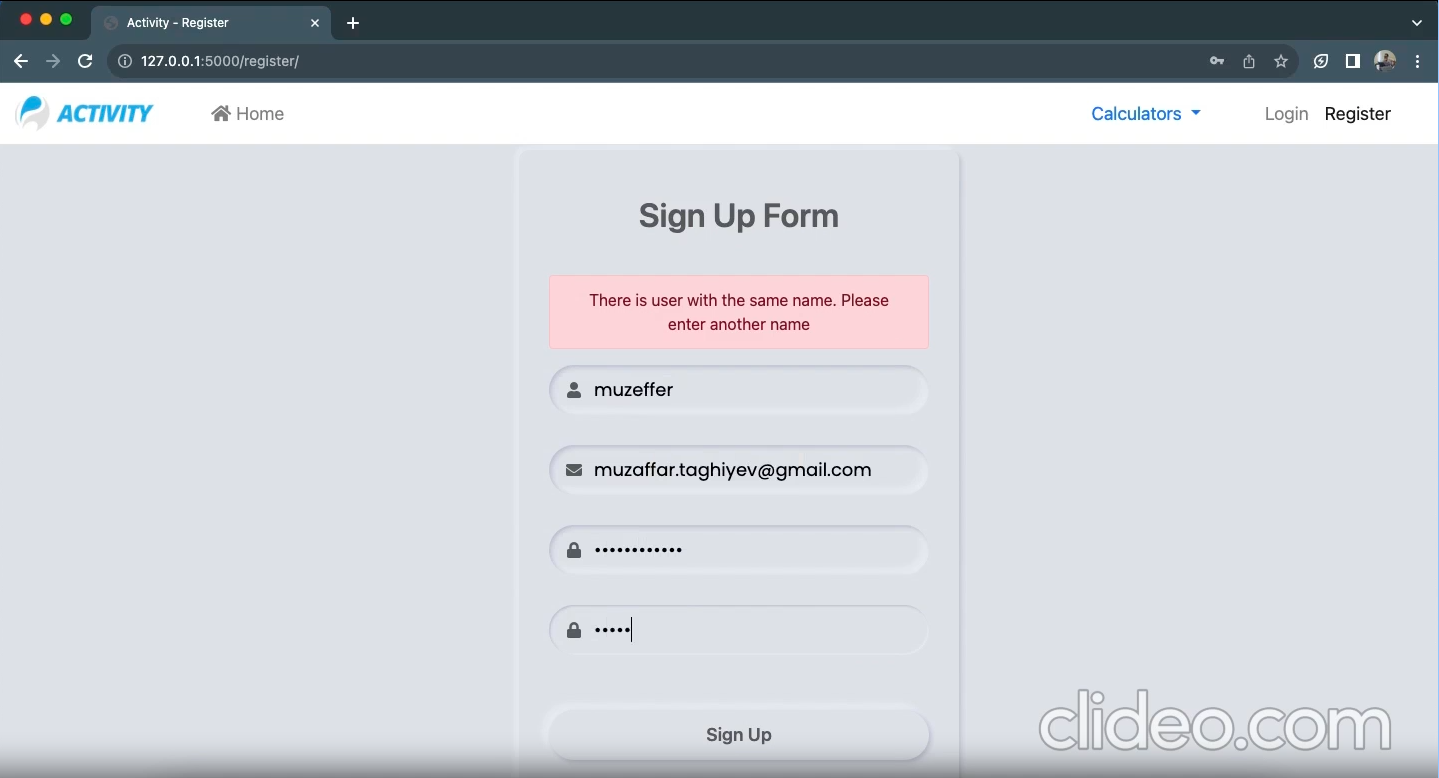 Activity - Register
127.0.0.1:5000/register/
ACTIVITY
Home
Calculators
Login
Register
Sign Up Form
There is user with the same name. Please
enter another name
muzeffer
muzaffar.taghiyev@gmail.com
••••••••••••
•••••
Sign Up
clideo.com